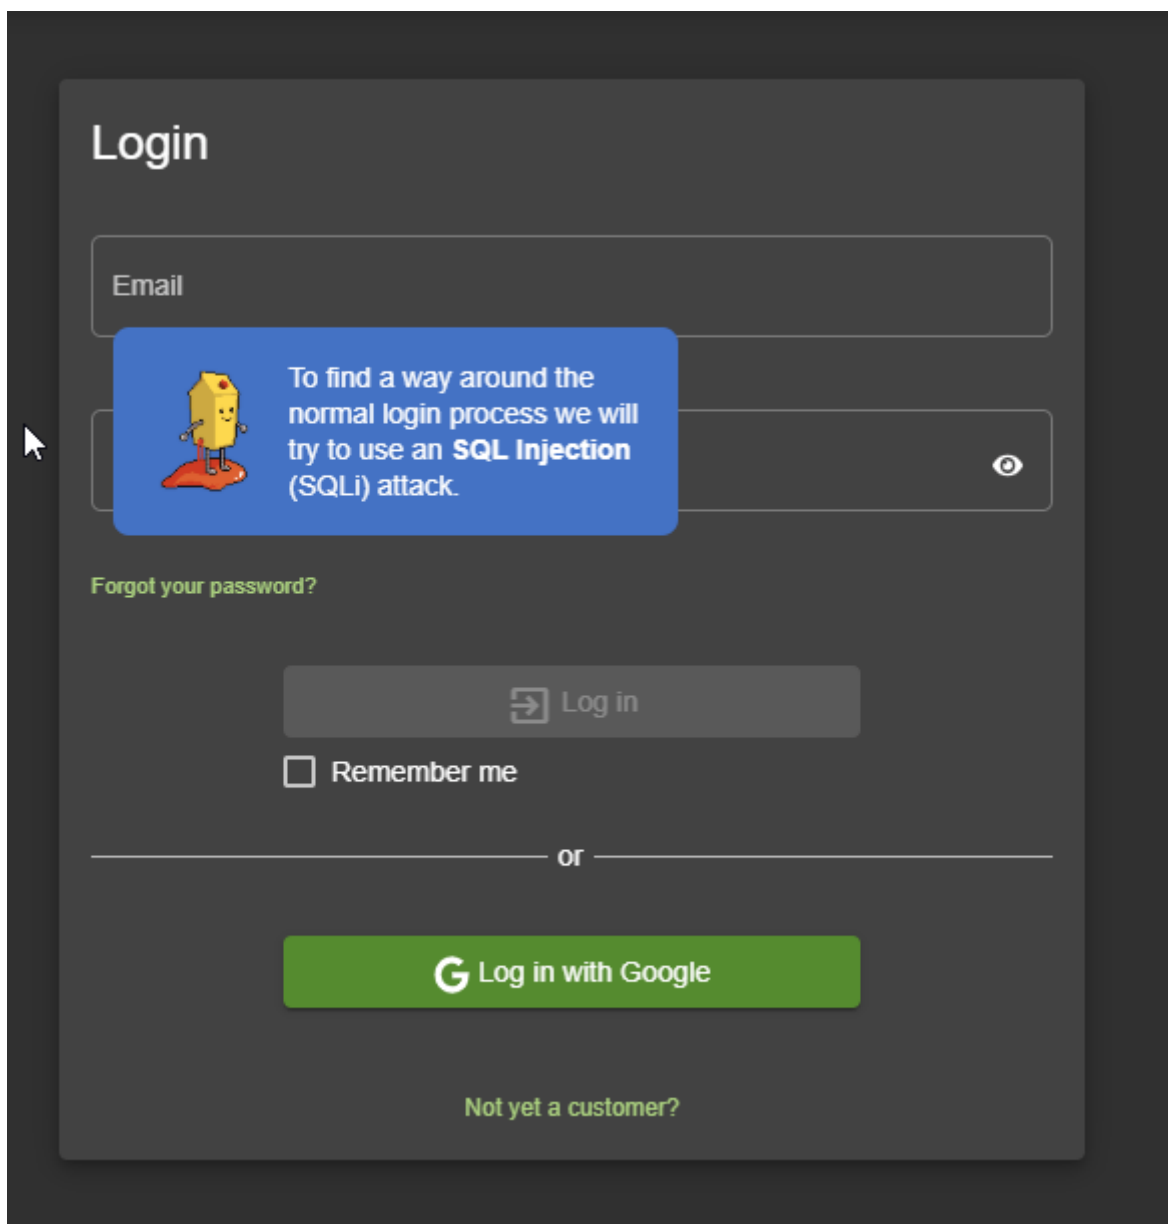 Login
Email
To find a way around the
normal login process we will
try to use an SQL Injection
(SQLi) attack.
Forgot your password?
Log in
Remember me
or
Log in with Google
Not yet a customer?